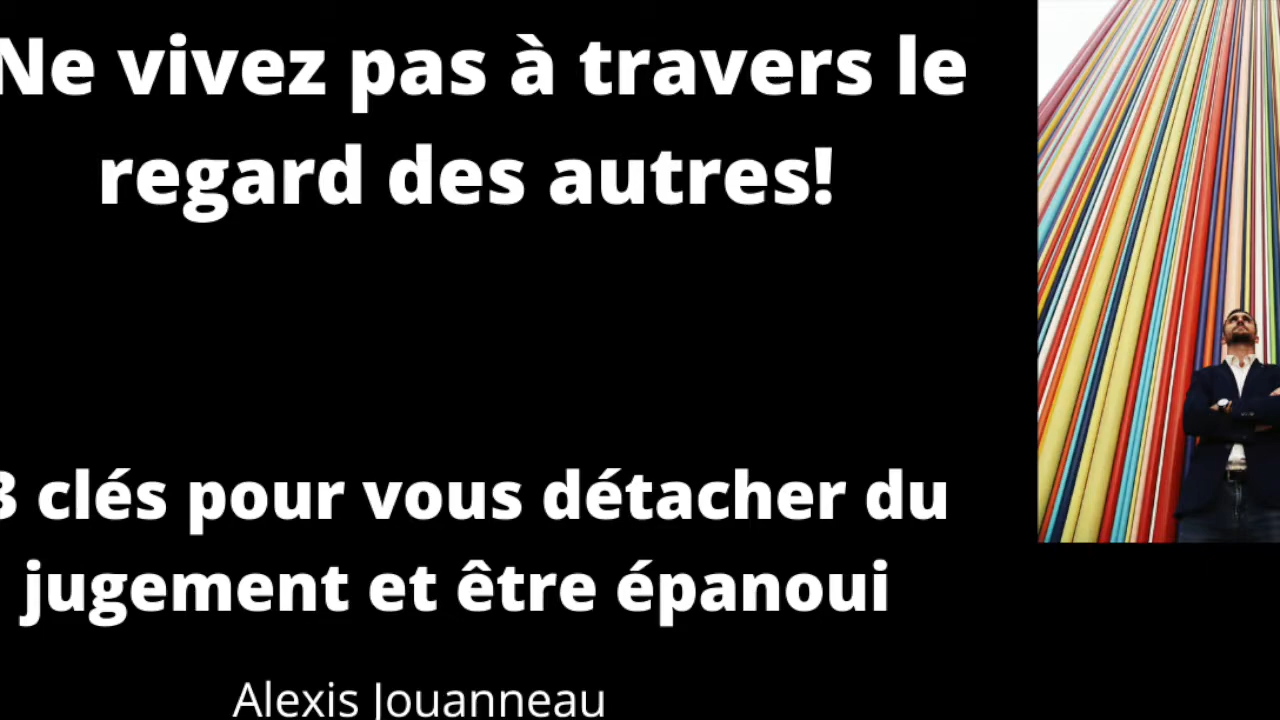 Ne vivez pas à travers le
regard des autres!
3 clés pour vous détacher du
jugement et être épanoui
Alexis Jouanneau